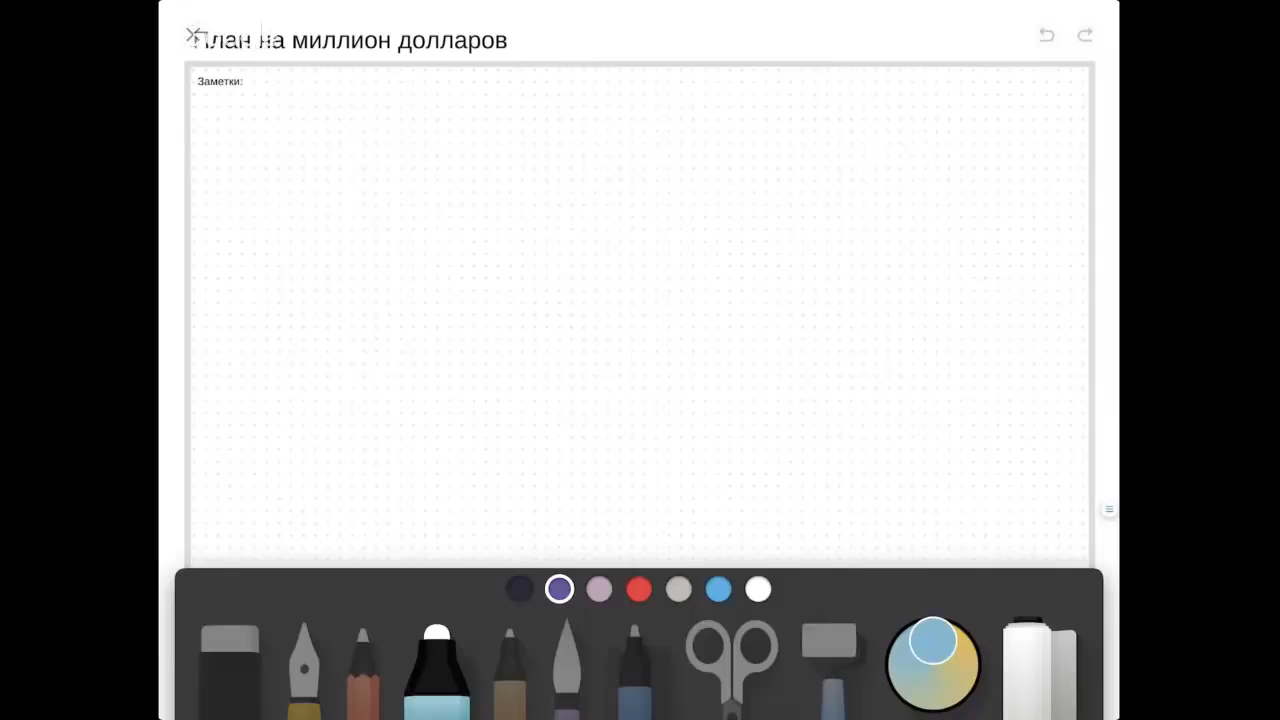 План на миллион долларов
Заметки: